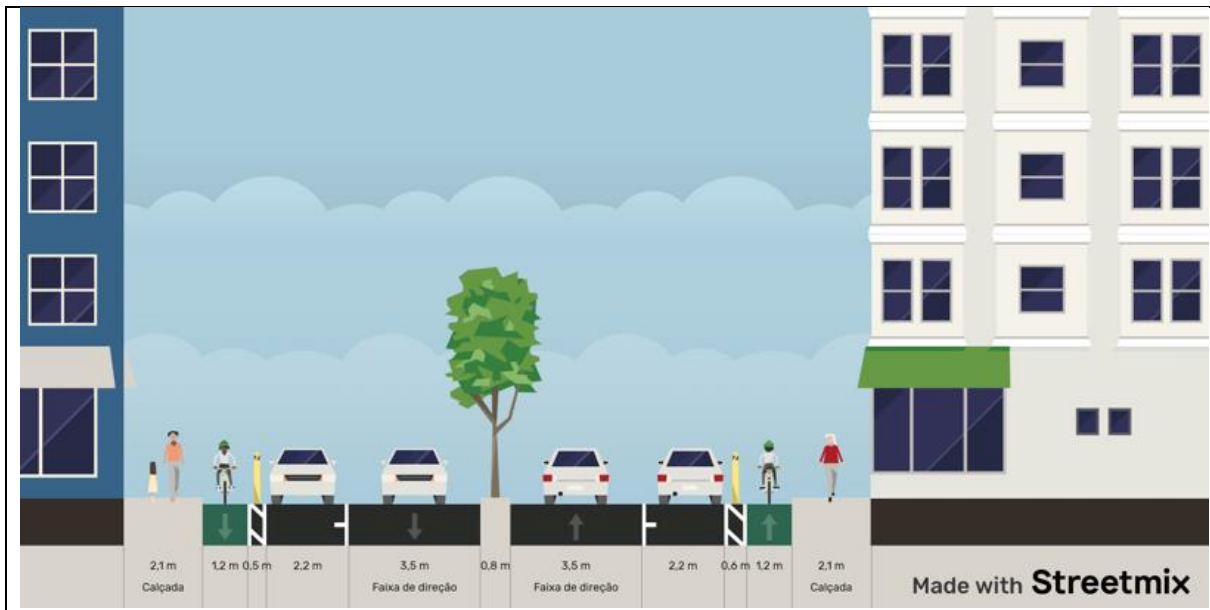 2,1 m 1,2 m 0,5 m 2,2 m 3,5 m 0,8 m 3,5 m 2,2 m 0,6 m 1,2 m 2,1 m
Calçada Faixa de direção Faixa de direção Calçada
Made with Streetmix